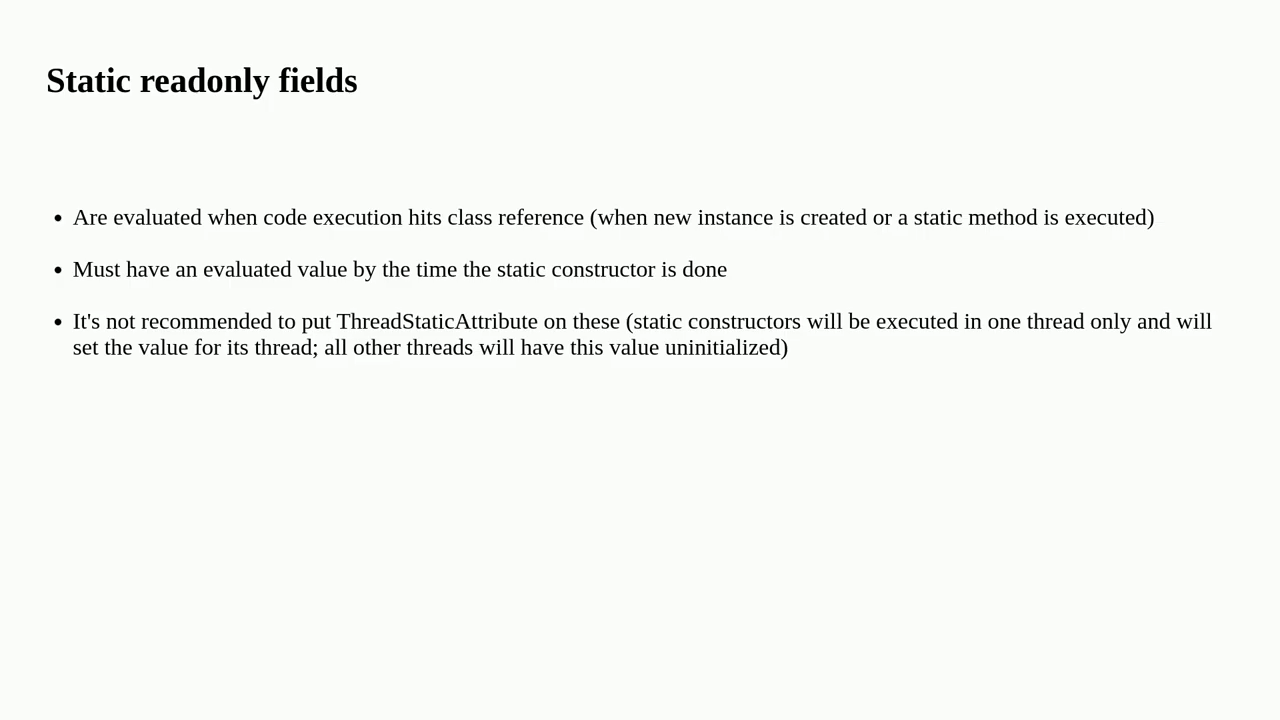 Static readonly fields
• Are evaluated when code execution hits class reference (when new instance is created or a static method is executed)
• Must have an evaluated value by the time the static constructor is done
• It's not recommended to put ThreadStaticAttribute on these (static constructors will be executed in one thread only and will
set the value for its thread; all other threads will have this value uninitialized)